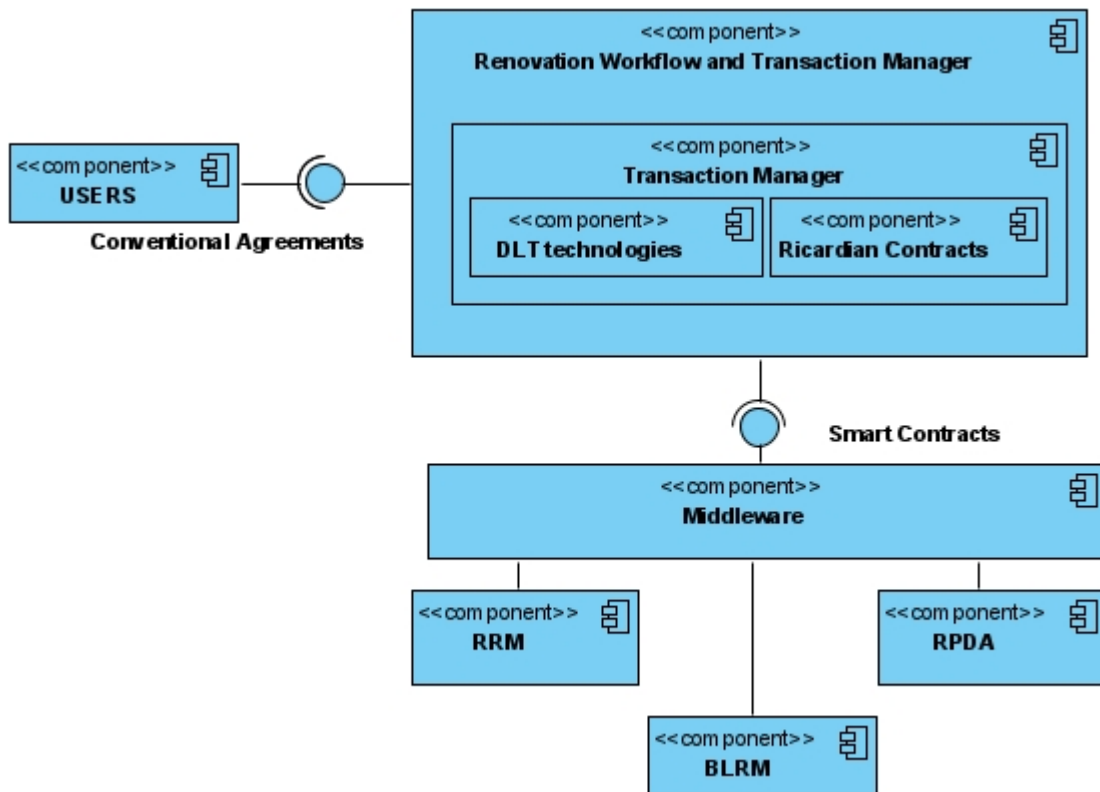 <<component>>
Renovation Workflow and Transaction Manager
<<component>>
Transaction Manager
<<component>>
USERS
<<component>>
DLT technologies
<<component>>
Ricardian Contracts
Conventional Agreements
Smart Contracts
<<component>>
Middleware
<<component>>
RRM
<<component>>
RPDA
<<component>>
BLRM